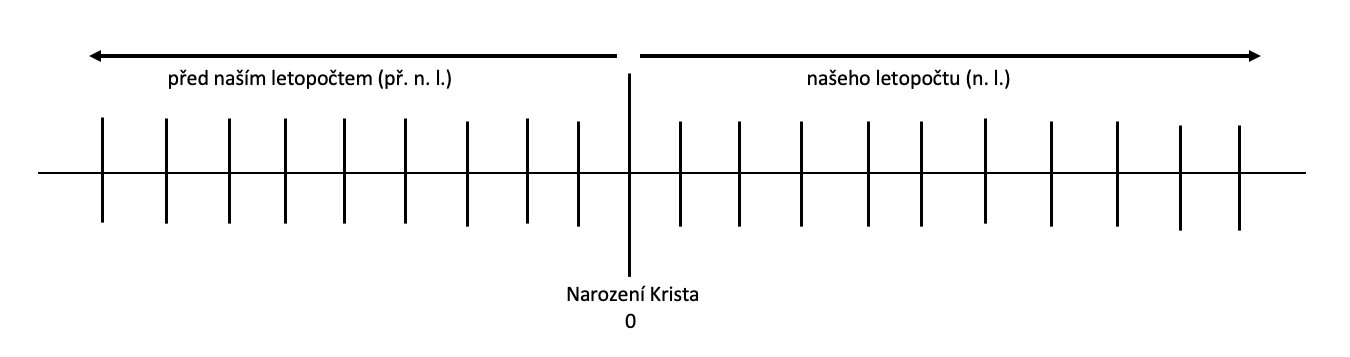 před naším letopočtem (př. n. l.)
našeho letopočtu (n. l.)
Narození Krista
0